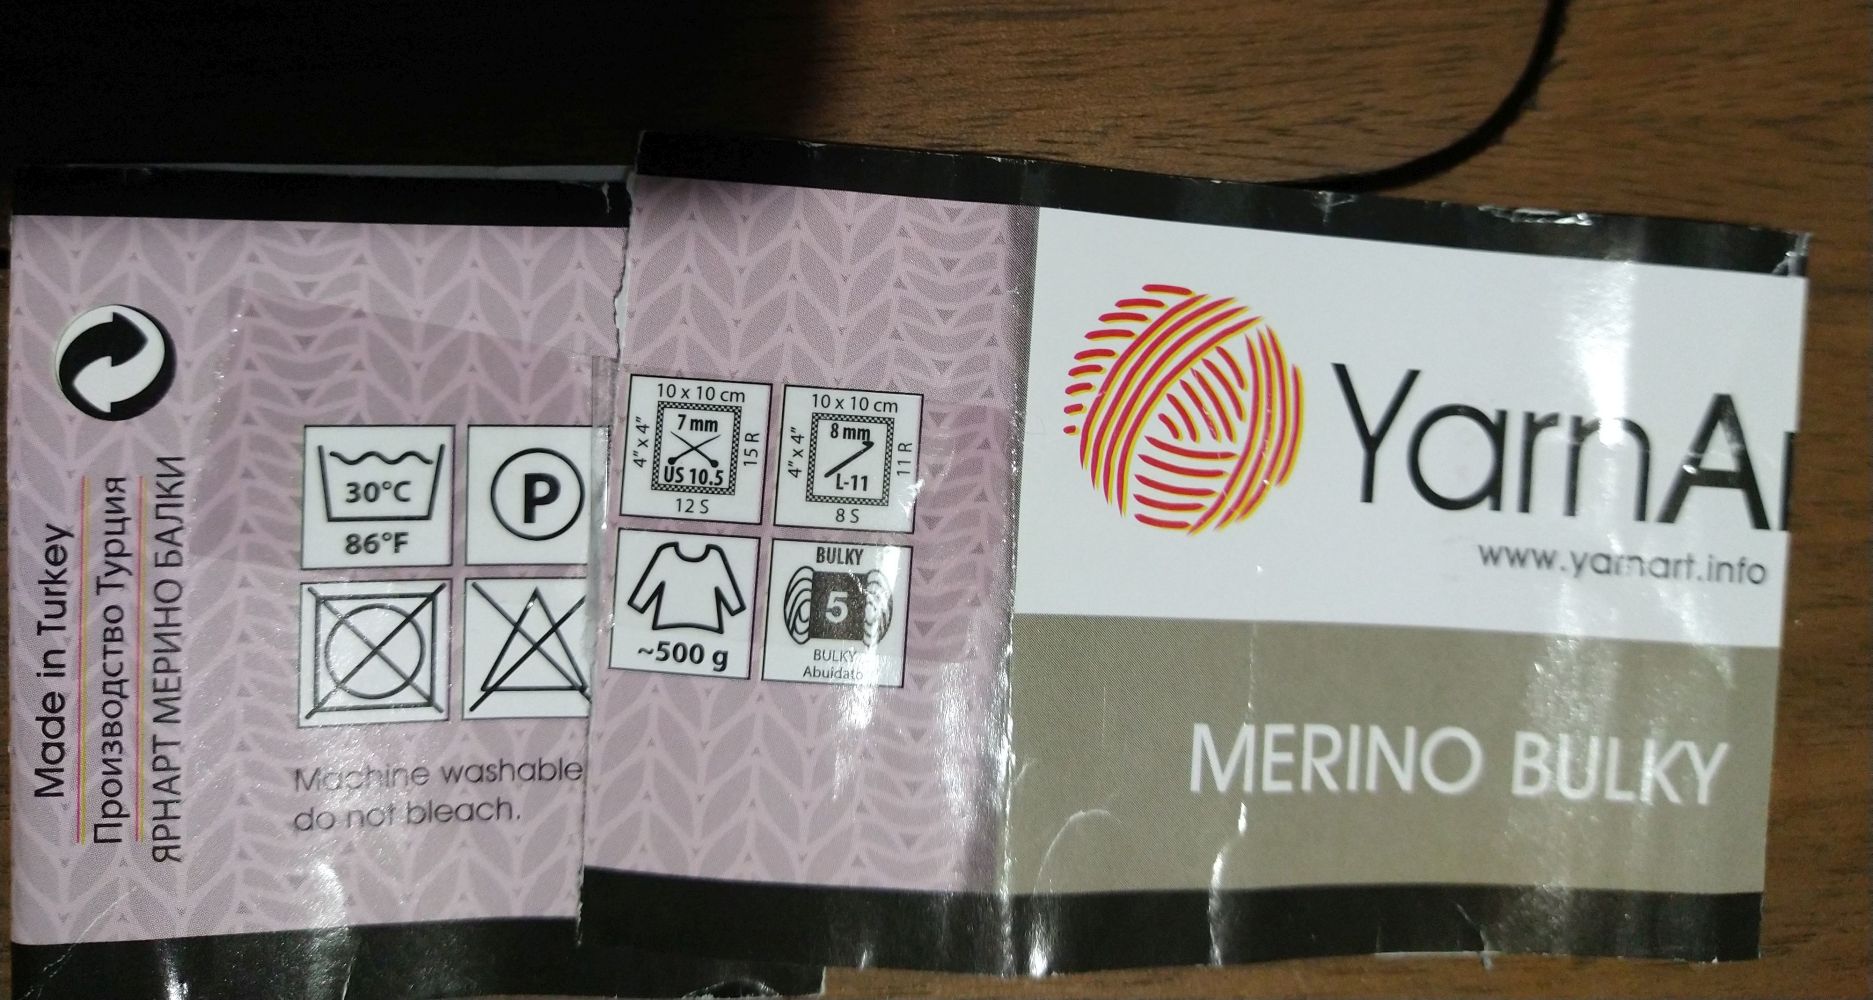 Made in Turkey
Производство Турция
ЯРНАРТ МЕРИНО БАЛКИ
30°C
86°F
P
Machine washable
do not bleach.
10 x 10 cm
4" x 4"
7 mm
US 10.5
15 R
12 S
10 x 10 cm
4" x 4"
8 mm
L-11
11 R
8 S
~500 g
BULKY
5
BULKY
Abuidato
YarnAr
www.yarnart.info
MERINO BULKY